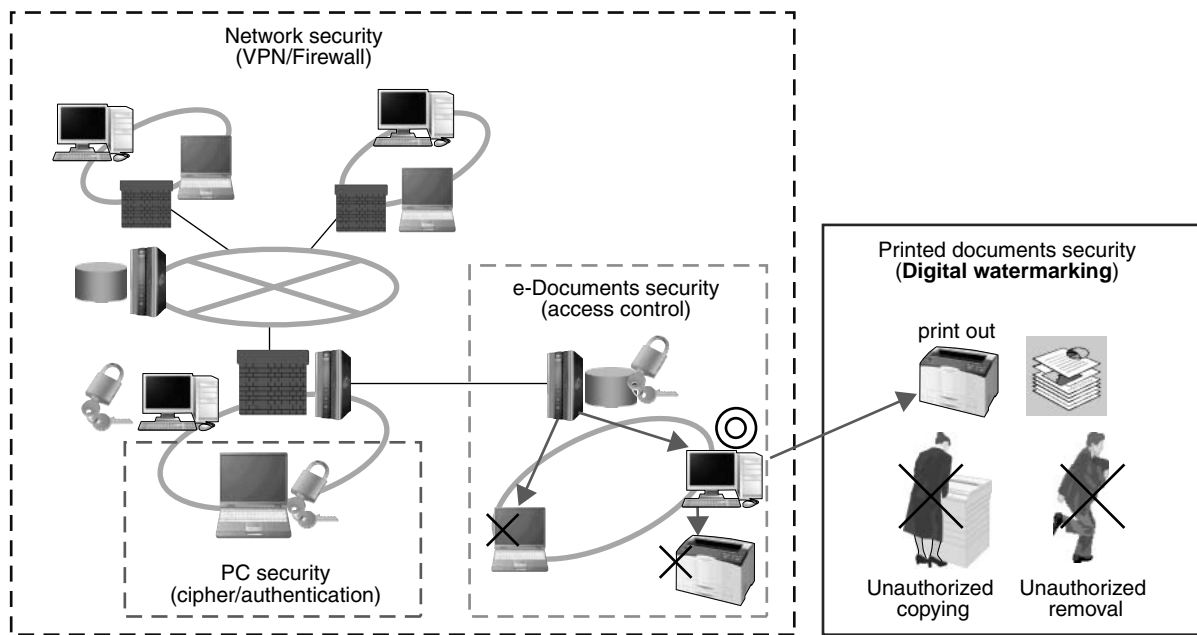 Network security
(VPN/Firewall)
e-Documents security
(access control)
PC security
(cipher/authentication)
Printed documents security
(Digital watermarking)
print out
Unauthorized
copying
Unauthorized
removal